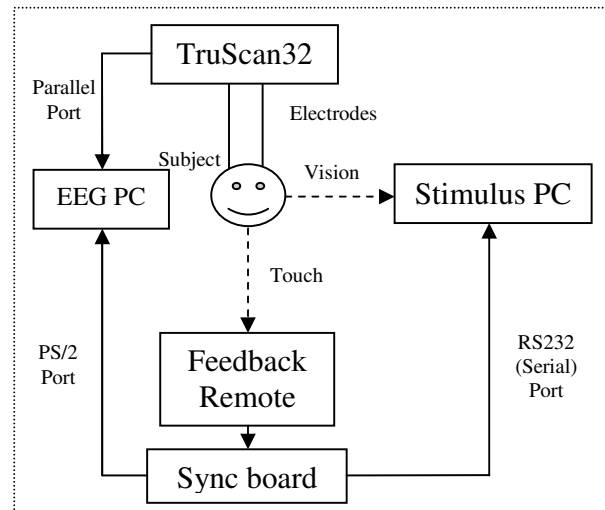 TruScan32
Parallel
Port
Electrodes
Subject
Vision
EEG PC
Stimulus PC
Touch
PS/2
Port
Feedback
Remote
RS232
(Serial)
Port
Sync board